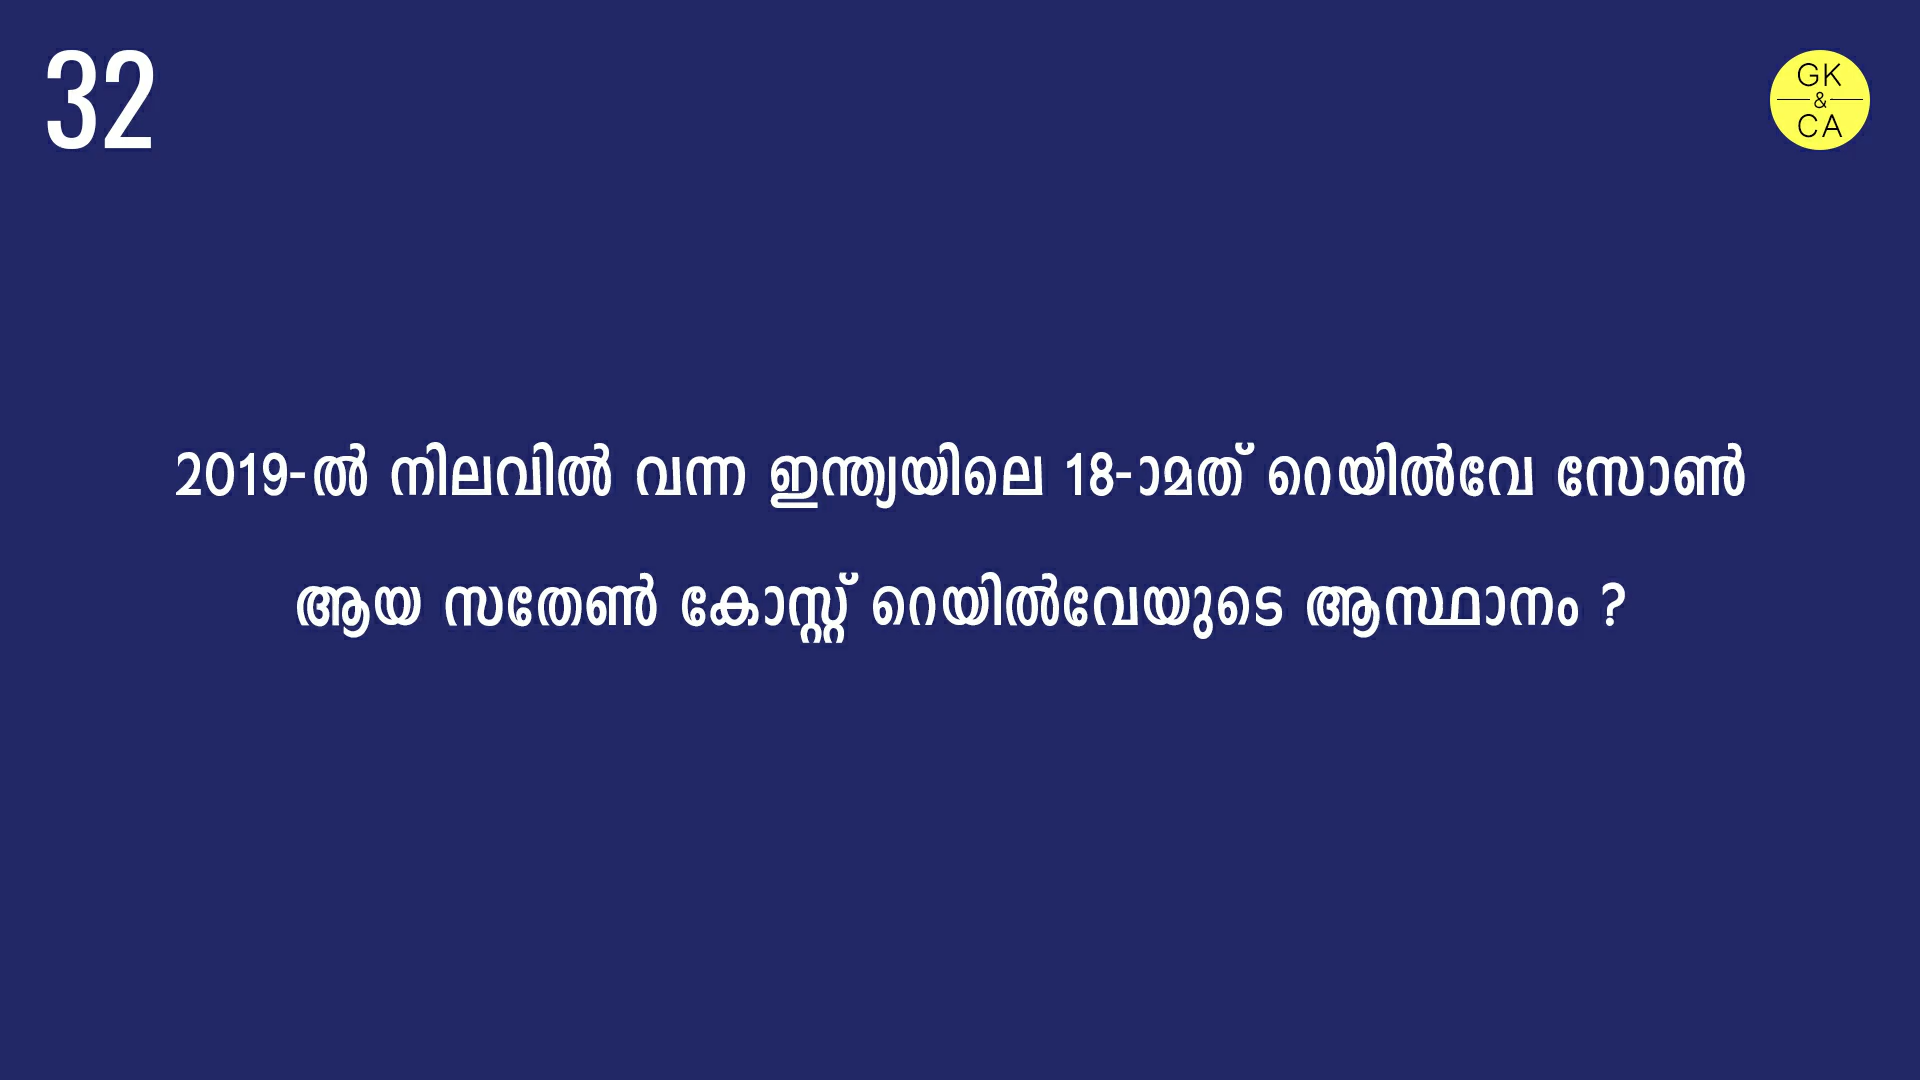 32
GK
&
CA
2019-ൽ നിലവിൽ വന്ന ഇന്ത്യയിലെ 18-ാമത് റെയിൽവേ സോൺ
ആയ സതേൺ കോസ്റ്റ് റെയിൽവേയുടെ ആസ്ഥാനം ?